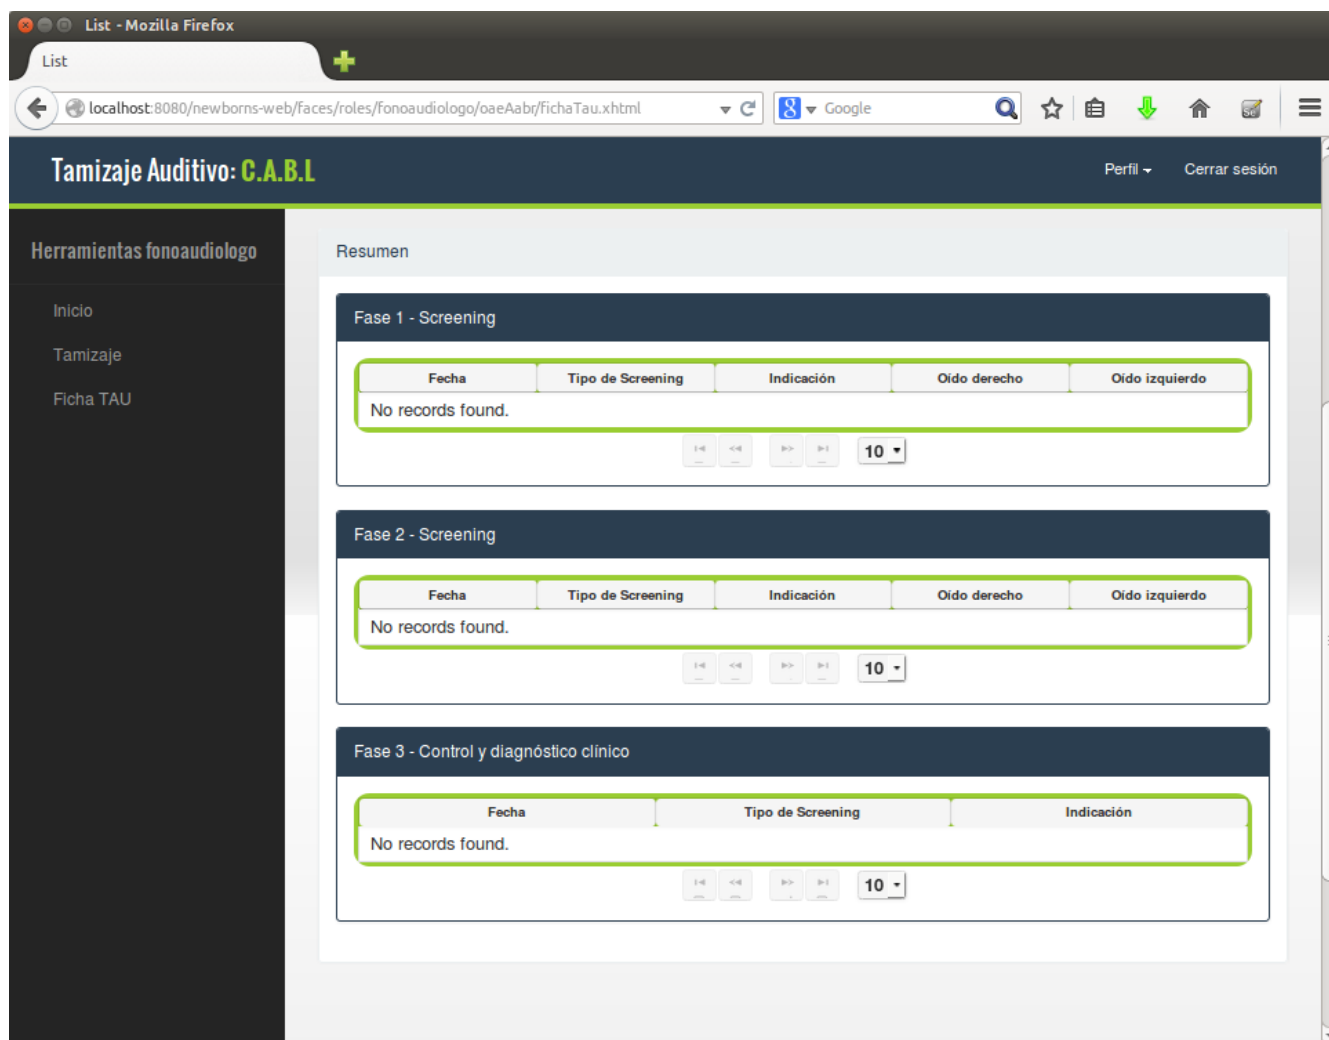 List - Mozilla Firefox
List
localhost:8080/newborns-web/faces/roles/fonoaudiologo/oaeAabr/fichaTau.xhtml
Google
Tamizaje Auditivo: C.A.B.L
Perfil
Cerrar sesión
Herramientas fonoaudiologo
Inicio
Tamizaje
Ficha TAU
Resumen
Fase 1 - Screening
Fecha Tipo de Screening Indicación Oído derecho Oído izquierdo
No records found.
10
Fase 2 - Screening
Fecha Tipo de Screening Indicación Oído derecho Oído izquierdo
No records found.
10
Fase 3 - Control y diagnóstico clínico
Fecha Tipo de Screening Indicación
No records found.
10